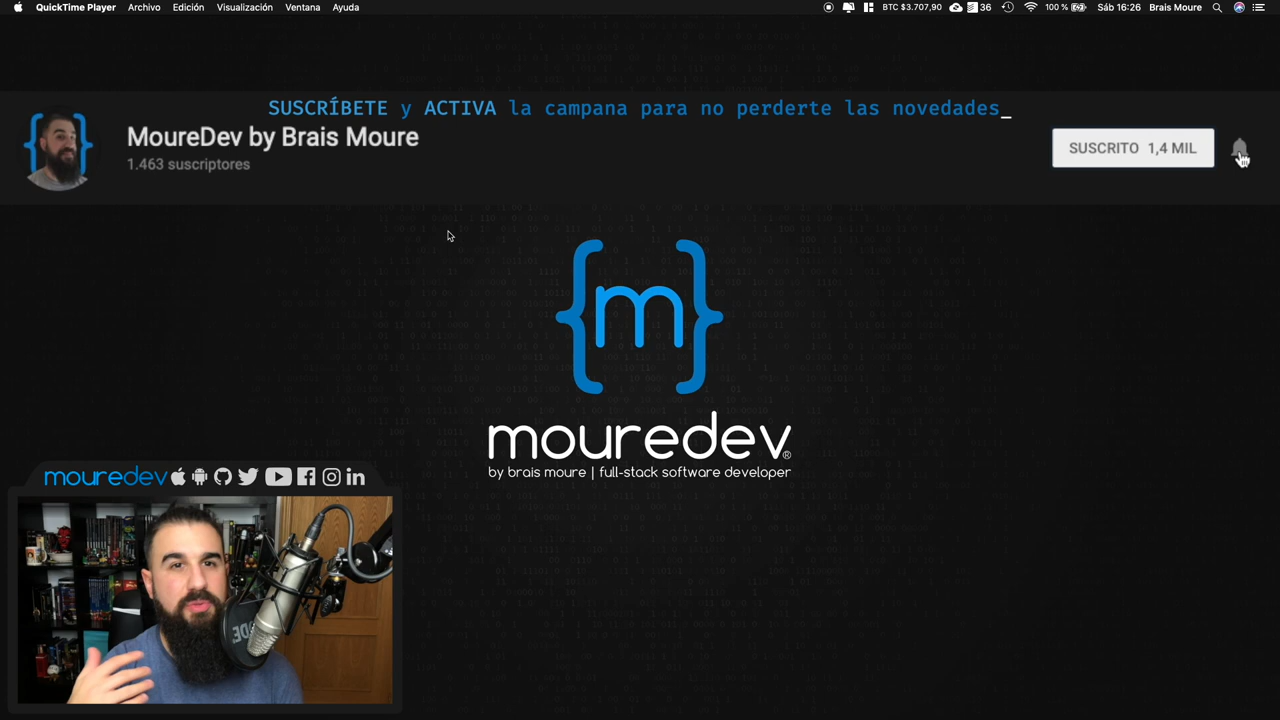 QuickTime Player Archivo Edición Visualización Ventana Ayuda BTC $3.707,90 36 100 % Sáb 16:26 Brais Moure
SUSCRÍBETE y ACTIVA la campana para no perderte las novedades_
MoureDev by Brais Moure
1.463 suscriptores
SUSCRITO 1,4 MIL
{m}
mouredev®
by brais moure | full-stack software developer
mouredev